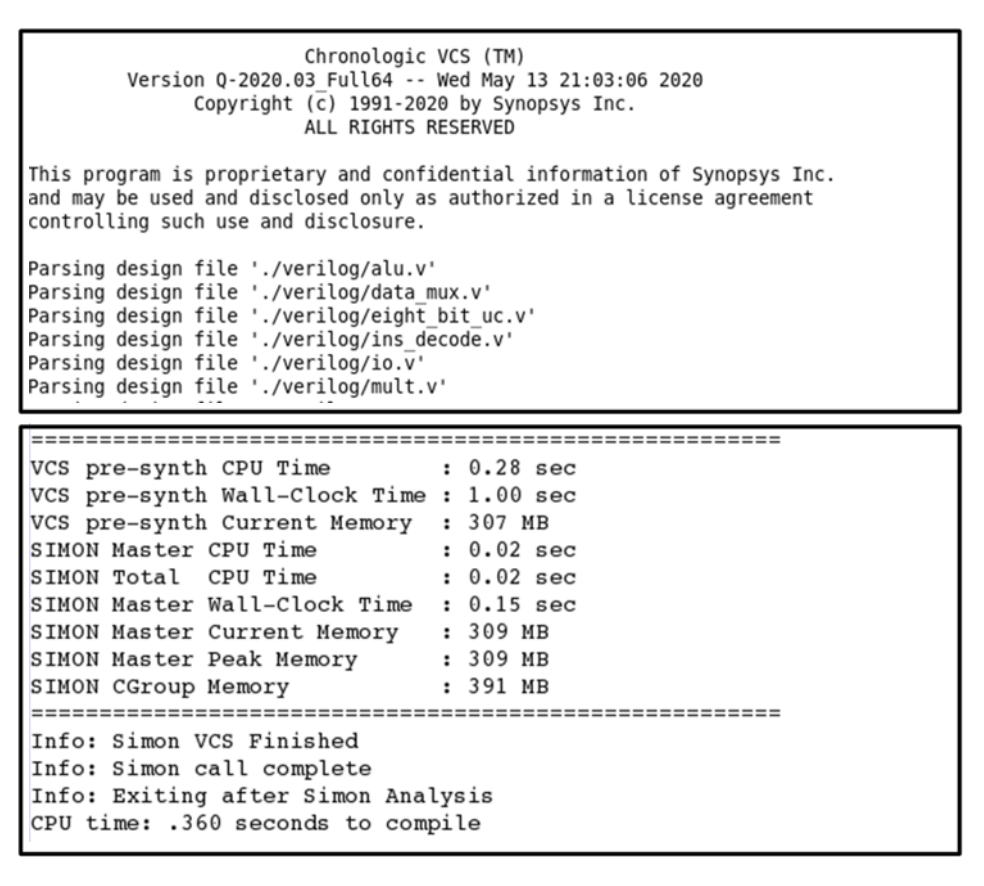 Chronologic VCS (TM)
Version Q-2020.03_Full64 -- Wed May 13 21:03:06 2020
Copyright (c) 1991-2020 by Synopsys Inc.
ALL RIGHTS RESERVED
This program is proprietary and confidential information of Synopsys Inc.
and may be used and disclosed only as authorized in a license agreement
controlling such use and disclosure.
Parsing design file './verilog/alu.v'
Parsing design file './verilog/data_mux.v'
Parsing design file './verilog/eight_bit_uc.v'
Parsing design file './verilog/ins_decode.v'
Parsing design file './verilog/io.v'
Parsing design file './verilog/mult.v'
=======================================================
VCS pre-synth CPU Time : 0.28 sec
VCS pre-synth Wall-Clock Time : 1.00 sec
VCS pre-synth Current Memory : 307 MB
SIMON Master CPU Time : 0.02 sec
SIMON Total CPU Time : 0.02 sec
SIMON Master Wall-Clock Time : 0.15 sec
SIMON Master Current Memory : 309 MB
SIMON Master Peak Memory : 309 MB
SIMON CGroup Memory : 391 MB
=======================================================
Info: Simon VCS Finished
Info: Simon call complete
Info: Exiting after Simon Analysis
CPU time: .360 seconds to compile